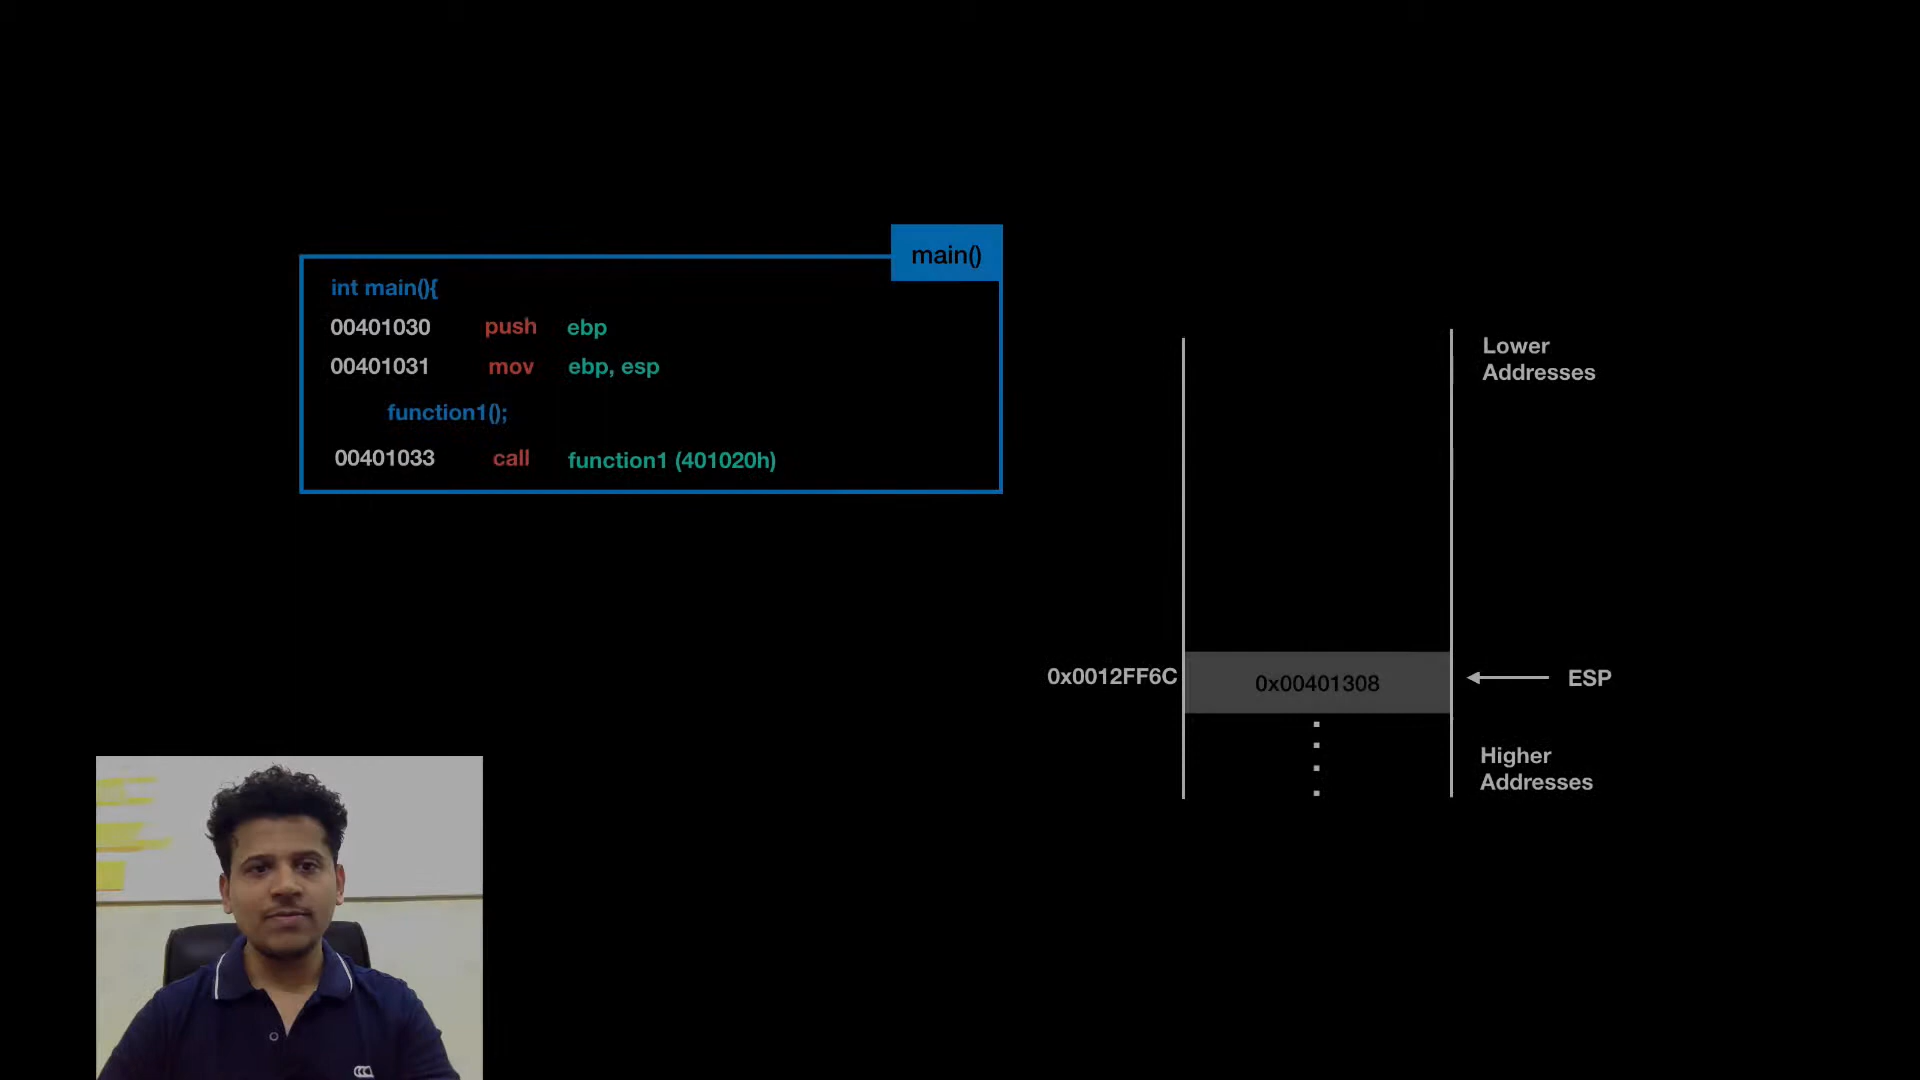 main()
int main(){
00401030 push ebp
00401031 mov ebp, esp
function1();
00401033 call function1 (401020h)
Lower
Addresses
0x0012FF6C 0x00401308 ESP
Higher
Addresses